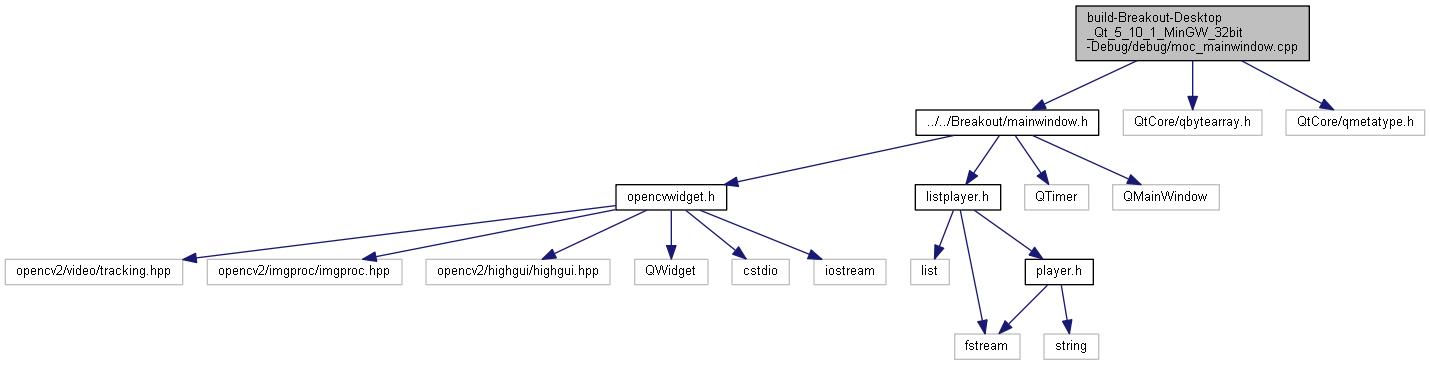 build-Breakout-Desktop
_Qt_5_10_1_MinGW_32bit
-Debug/debug/moc_mainwindow.cpp
../../Breakout/mainwindow.h
QtCore/qbytearray.h
QtCore/qmetatype.h
opencvwidget.h
listplayer.h
QTimer
QMainWindow
opencv2/video/tracking.hpp
opencv2/imgproc/imgproc.hpp
opencv2/highgui/highgui.hpp
QWidget
cstdio
iostream
list
player.h
fstream
string